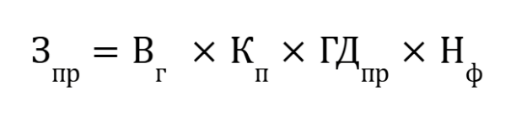 З_пр = В_г × К_п × ГД_пр × Н_ф